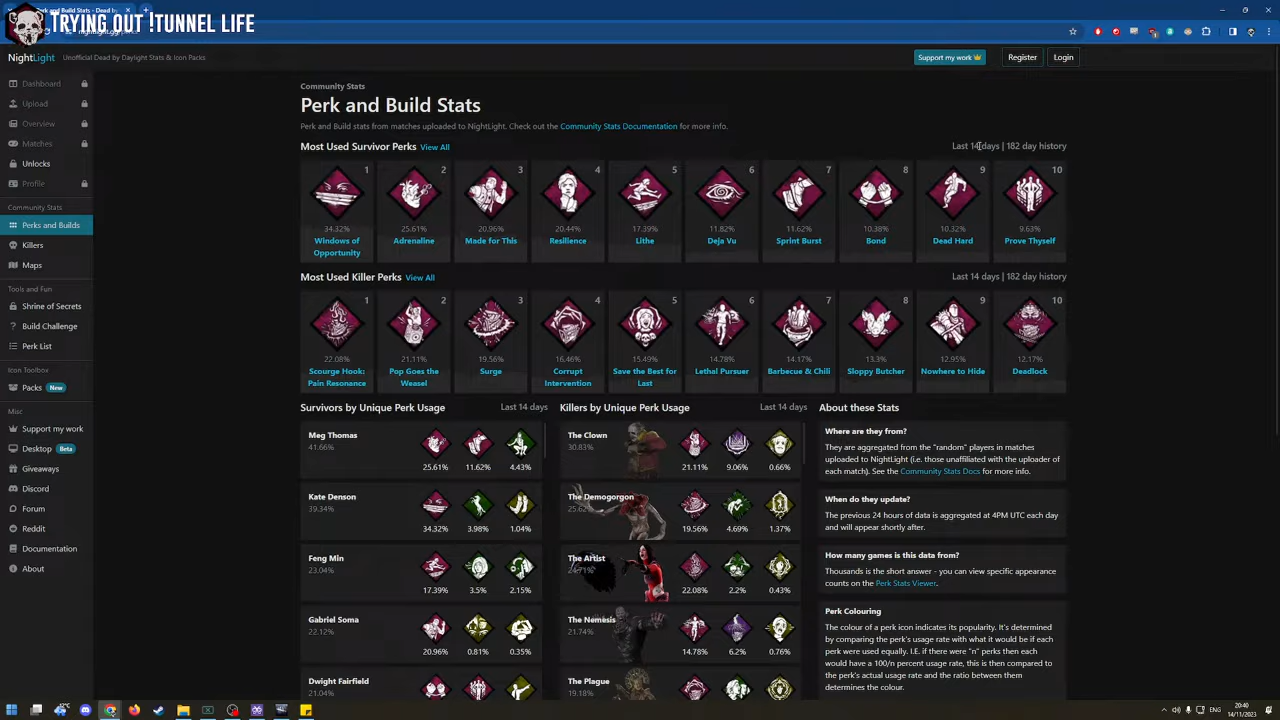 Perk and Build Stats - Dead b
TRYING OUT !TUNNEL LIFE
NightLight
Unofficial Dead by Daylight Stats & Icon Packs
Support my work
Register
Login
Dashboard
Upload
Overview
Matches
Unlocks
Profile
Community Stats
Perks and Builds
Killers
Maps
Tools and Fun
Shrine of Secrets
Build Challenge
Perk List
Icon Toolbox
Packs New
Misc
Support my work
Desktop Beta
Giveaways
Discord
Forum
Reddit
Documentation
About
Community Stats
Perk and Build Stats
Perk and Build stats from matches uploaded to NightLight. Check out the Community Stats Documentation for more info.
Most Used Survivor Perks View All
Last 14 days | 182 day history
1 2 3 4 5 6 7 8 9 10
34.32% 25.61% 20.96% 20.44% 17.39% 11.82% 11.62% 10.38% 10.32% 9.63%
Windows of Adrenaline Made for This Resilience Lithe Deja Vu Sprint Burst Bond Dead Hard Prove Thyself
Opportunity
Most Used Killer Perks View All
Last 14 days | 182 day history
1 2 3 4 5 6 7 8 9 10
22.08% 21.11% 19.56% 16.46% 15.49% 14.78% 14.17% 13.3% 12.95% 12.17%
Scourge Hook: Pop Goes the Surge Corrupt Save the Best for Lethal Pursuer Barbecue & Chili Sloppy Butcher Nowhere to Hide Deadlock
Pain Resonance Weasel Intervention Last
Survivors by Unique Perk Usage
Last 14 days
Meg Thomas
41.66%
25.61% 11.62% 4.43%
Kate Denson
39.34%
34.32% 3.98% 1.04%
Feng Min
23.04%
17.39% 3.5% 2.15%
Gabriel Soma
22.12%
20.96% 0.81% 0.35%
Dwight Fairfield
21.04%
Killers by Unique Perk Usage
Last 14 days
The Clown
30.83%
21.11% 9.06% 0.66%
The Demogorgon
19.56% 4.69% 1.37%
The Artist
22.08% 2.2% 0.43%
The Nemesis
21.74%
14.78% 6.2% 0.76%
The Plague
19.18%
About these Stats
Where are they from?
They are aggregated from the "random" players in matches
uploaded to NightLight (i.e. those unaffiliated with the uploader of
each match). See the Community Stats Docs for more info.
When do they update?
The previous 24 hours of data is aggregated at 4PM UTC each day
and will appear shortly after.
How many games is this data from?
Thousands is the short answer - you can view specific appearance
counts on the Perk Stats Viewer.
Perk Colouring
The colour of a perk icon indicates its popularity. It's determined
by comparing the perk's usage rate with what it would be if each
perk were used equally. I.E. if there were "n" perks then each
would have a 100/n percent usage rate, this is then compared to
the perk's actual usage rate and the ratio between them
determines the colour.
ENG
20:40
14/11/2023